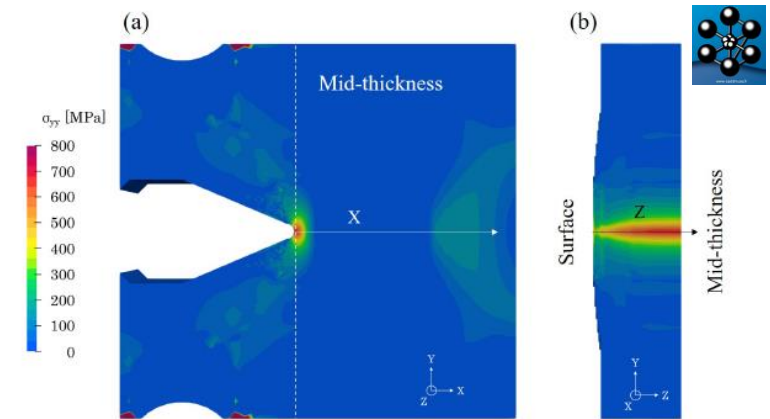 (a)
(b)
Mid-thickness
σyy [MPa]
800
700
600
500
400
300
200
100
0
X
Y
Z
X
Surface
Z
Mid-thickness
Y
X
Z